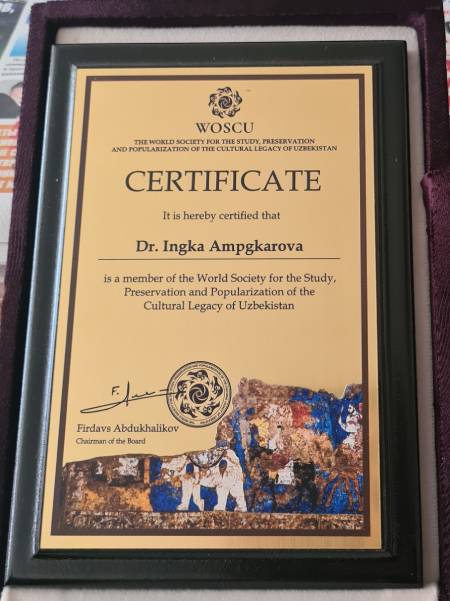 WOSCU
THE WORLD SOCIETY FOR THE STUDY, PRESERVATION
AND POPULARIZATION OF THE CULTURAL LEGACY OF UZBEKISTAN
CERTIFICATE
It is hereby certified that
Dr. Ingka Ampgkarova
is a member of the World Society for the Study,
Preservation and Popularization of the
Cultural Legacy of Uzbekistan
Firdavs Abdukhalikov
Chairman of the Board